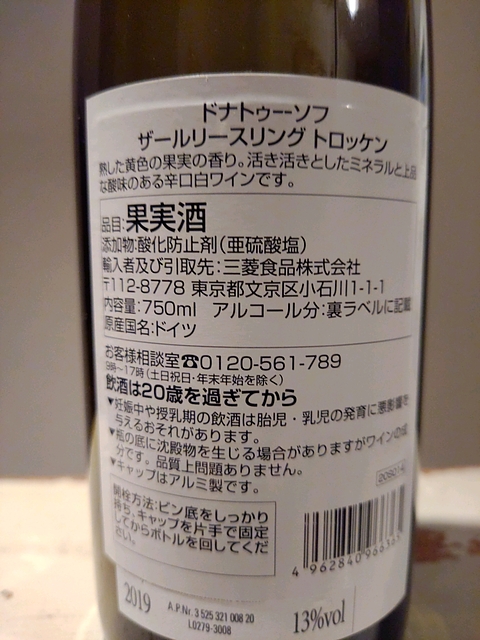 ドナトゥーソフ
ザールリースリング トロッケン
熟した黄色の果実の香り。活き活きとしたミネラルと上品
な酸味のある辛口白ワインです。
品目:果実酒
添加物:酸化防止剤(亜硫酸塩)
輸入者及び引取先:三菱食品株式会社
〒112-8778 東京都文京区小石川1-1-1
内容量:750ml アルコール分:裏ラベルに記載
原産国名:ドイツ
お客様相談室☎0120-561-789
9時~17時(土日祝日・年末年始を除く)
飲酒は20歳を過ぎてから
▼妊娠中や授乳期の飲酒は胎児・乳児の発育に悪影響を
与えるおそれがあります。
▼瓶の底に沈殿物を生じる場合がありますがワインの成
分です。品質上問題ありません。
▼キャップはアルミ製です。
開栓方法:ビン底をしっかり
持ち、キャップを片手で固定
してからボトルを回してくだ
さい。
4 962840 966365
2019
A.P.Nr. 3 525 321 008 20
L0279-3008
13%vol